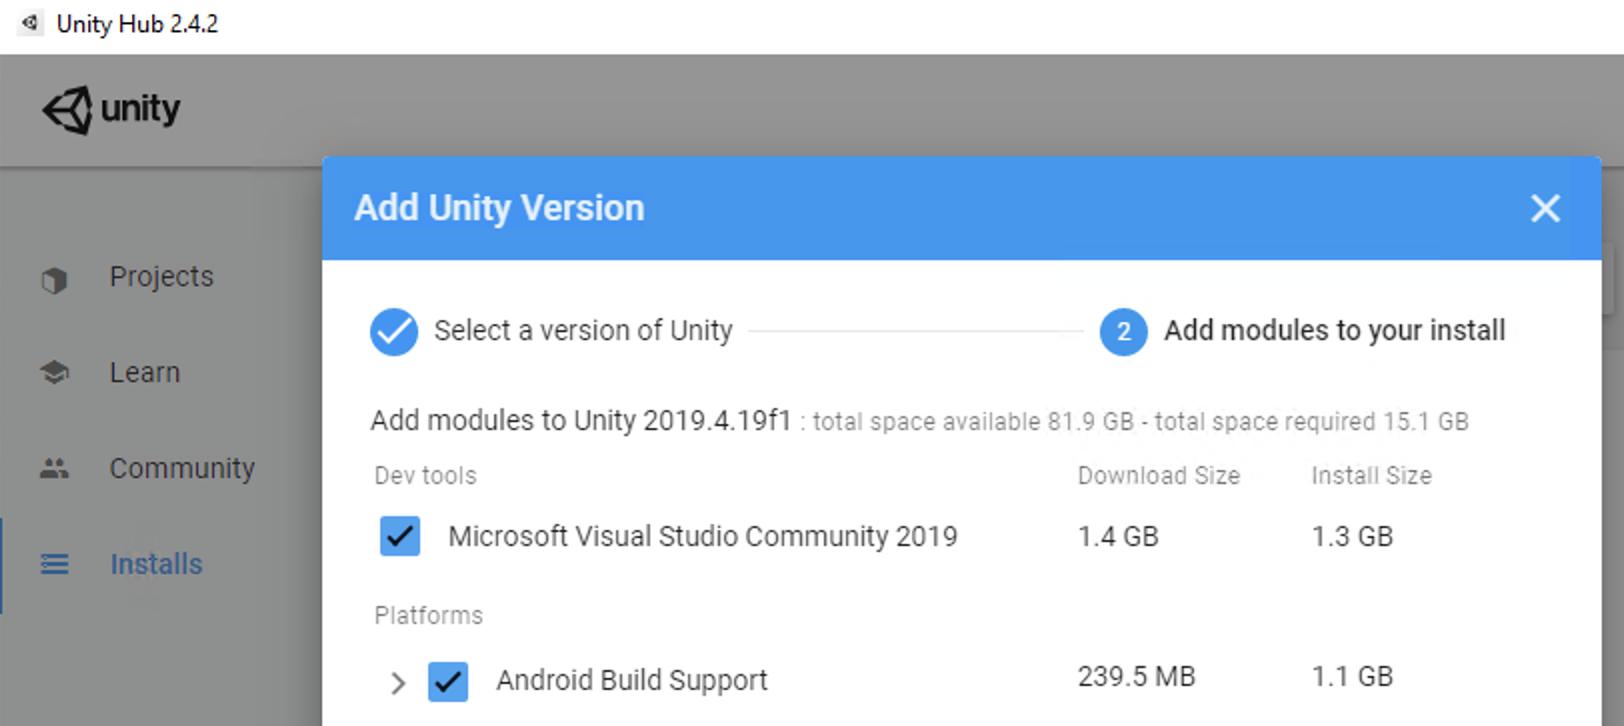 Unity Hub 2.4.2
unity
Add Unity Version
Projects
Learn
Community
Installs
Select a version of Unity
2 Add modules to your install
Add modules to Unity 2019.4.19f1 : total space available 81.9 GB - total space required 15.1 GB
Dev tools Download Size Install Size
Microsoft Visual Studio Community 2019 1.4 GB 1.3 GB
Platforms
Android Build Support 239.5 MB 1.1 GB